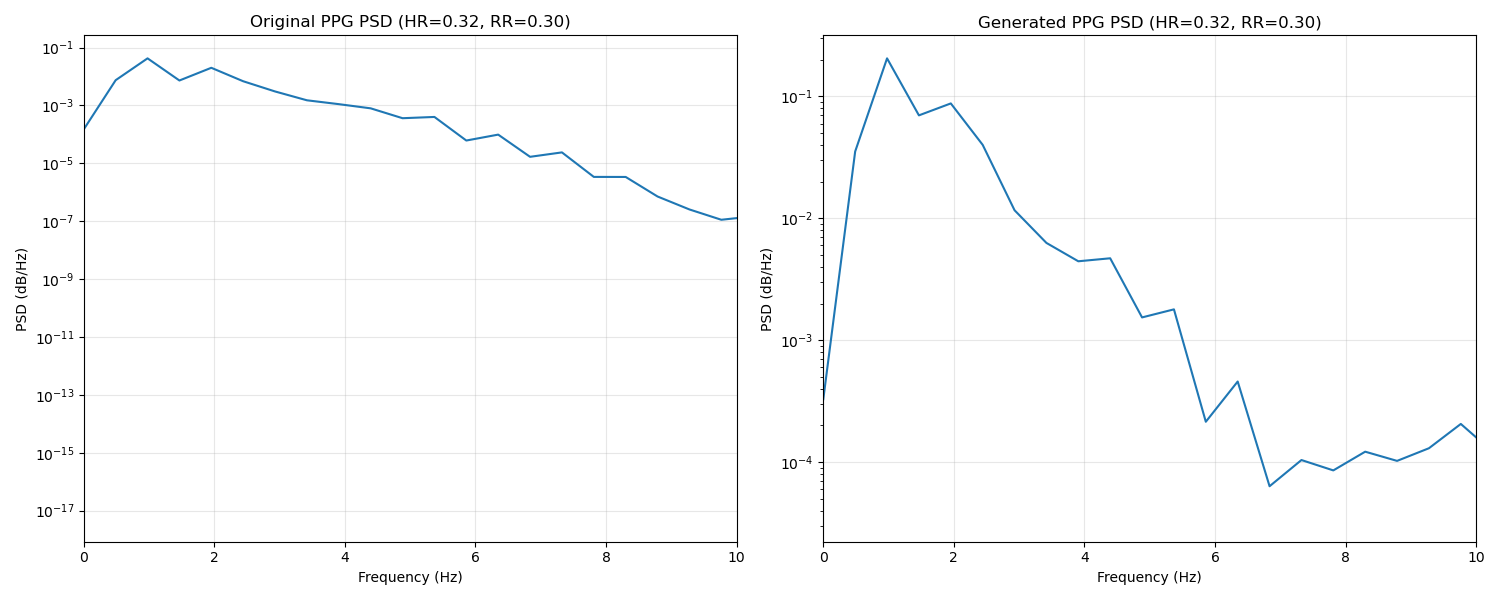 Original PPG PSD (HR=0.32, RR=0.30)
PSD (dB/Hz)
10⁻¹
10⁻³
10⁻⁵
10⁻⁷
10⁻⁹
10⁻¹¹
10⁻¹³
10⁻¹⁵
10⁻¹⁷
0 2 4 6 8 10
Frequency (Hz)
Generated PPG PSD (HR=0.32, RR=0.30)
PSD (dB/Hz)
10⁻¹
10⁻²
10⁻³
10⁻⁴
0 2 4 6 8 10
Frequency (Hz)